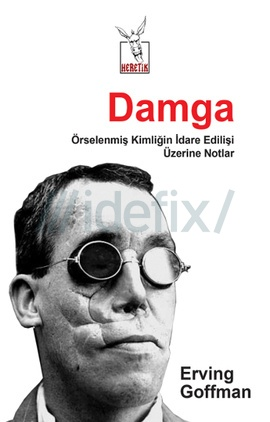 HERETİK
Damga
Örselenmiş Kimliğin İdare Edilişi
Üzerine Notlar
#idefix/
Erving
Goffman